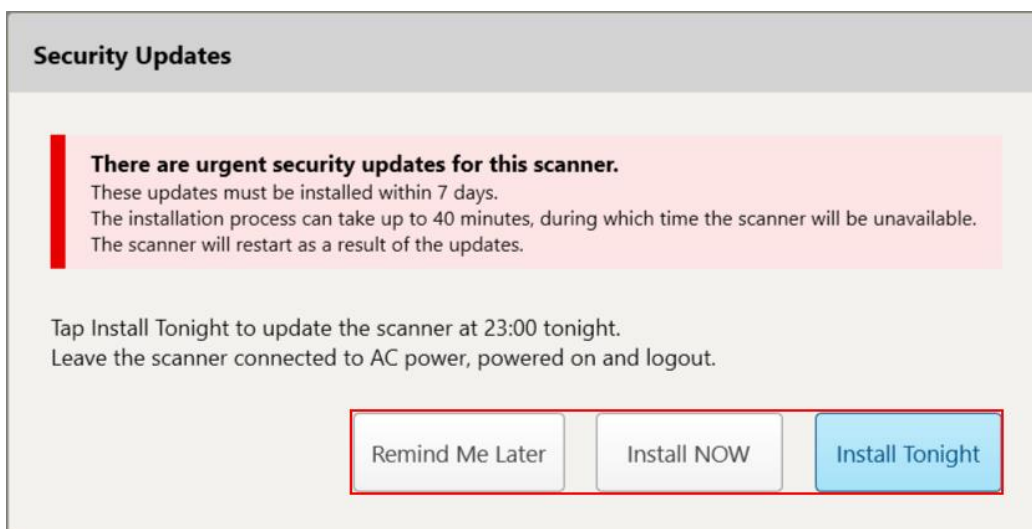 Security Updates
There are urgent security updates for this scanner.
These updates must be installed within 7 days.
The installation process can take up to 40 minutes, during which time the scanner will be unavailable.
The scanner will restart as a result of the updates.
Tap Install Tonight to update the scanner at 23:00 tonight.
Leave the scanner connected to AC power, powered on and logout.
Remind Me Later
Install NOW
Install Tonight